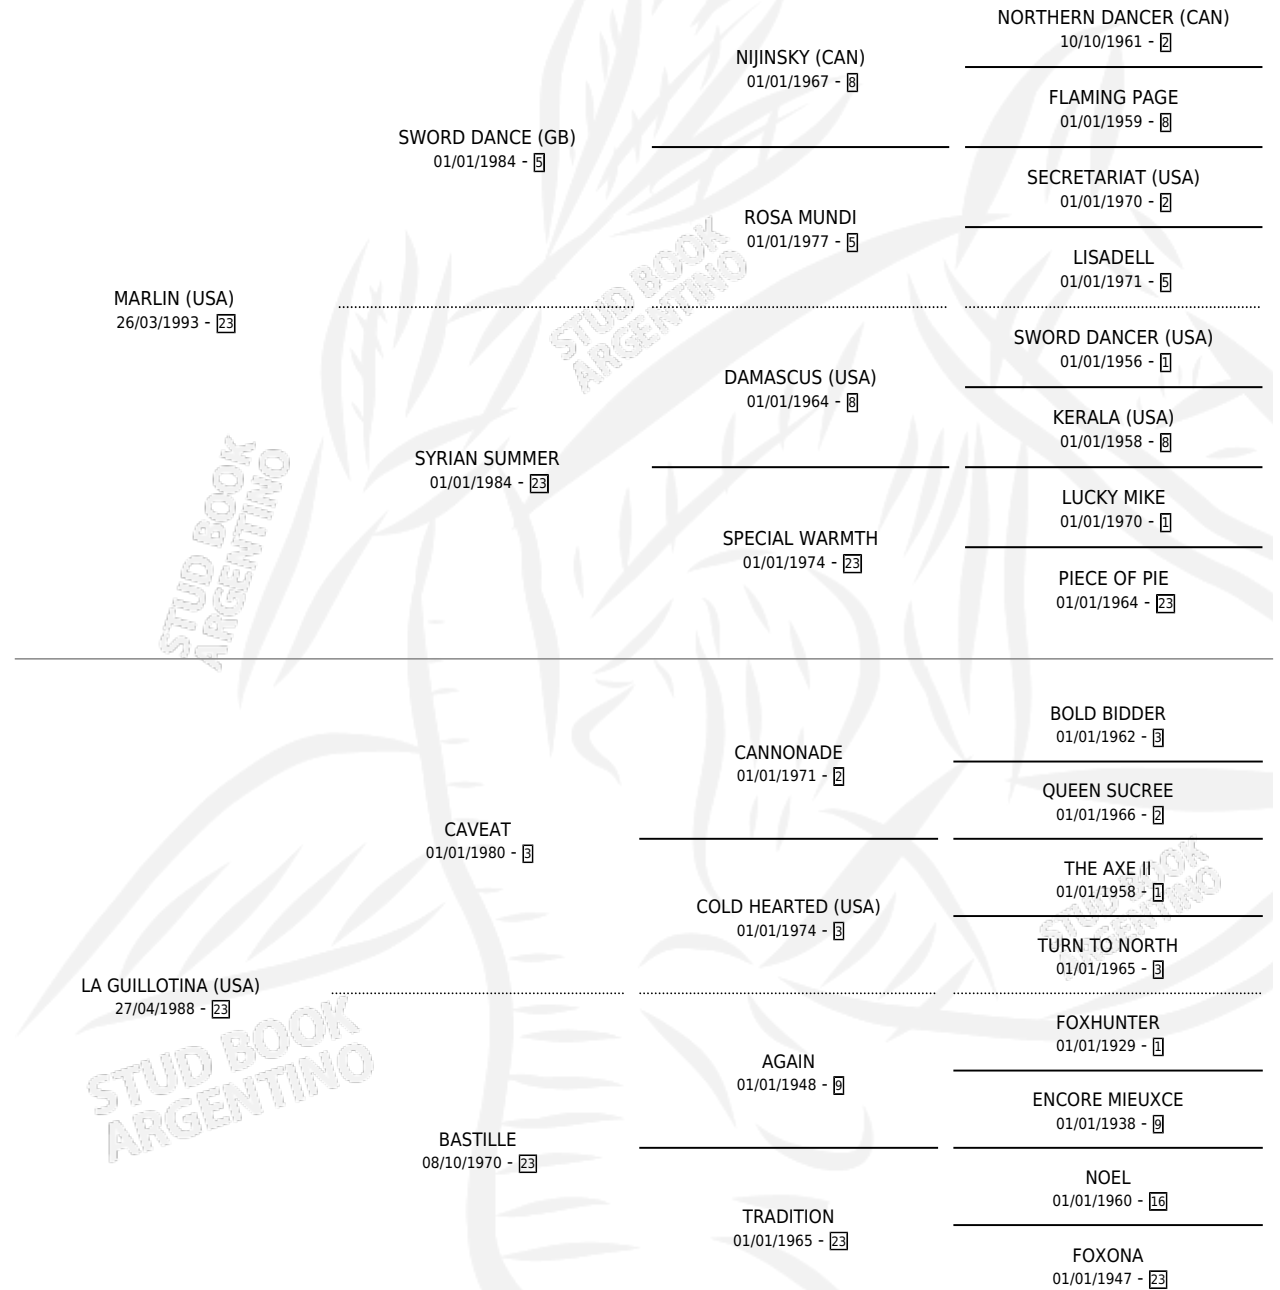 NORTHERN DANCER (CAN)
10/10/1961 - 2
NIJINSKY (CAN)
01/01/1967 - 8
FLAMING PAGE
01/01/1959 - 8
SWORD DANCE (GB)
01/01/1984 - 5
SECRETARIAT (USA)
01/01/1970 - 2
ROSA MUNDI
01/01/1977 - 5
LISADELL
01/01/1971 - 5
MARLIN (USA)
26/03/1993 - 23
SWORD DANCER (USA)
01/01/1956 - 1
DAMASCUS (USA)
01/01/1964 - 8
KERALA (USA)
01/01/1958 - 8
SYRIAN SUMMER
01/01/1984 - 23
LUCKY MIKE
01/01/1970 - 1
SPECIAL WARMTH
01/01/1974 - 23
PIECE OF PIE
01/01/1964 - 23
STUD BOOK
ARGENTINO
STUD BOOK
ARGENTINO
BOLD BIDDER
01/01/1962 - 3
CANNONADE
01/01/1971 - 2
QUEEN SUCREE
01/01/1966 - 2
CAVEAT
01/01/1980 - 3
THE AXE II
01/01/1958 - 1
COLD HEARTED (USA)
01/01/1974 - 3
TURN TO NORTH
01/01/1965 - 3
LA GUILLOTINA (USA)
27/04/1988 - 23
FOXHUNTER
01/01/1929 - 1
AGAIN
01/01/1948 - 9
ENCORE MIEUXCE
01/01/1938 - 9
BASTILLE
08/10/1970 - 23
NOEL
01/01/1960 - 16
TRADITION
01/01/1965 - 23
FOXONA
01/01/1947 - 23
STUD BOOK
ARGENTINO
STUD BOOK
ARGENTINO